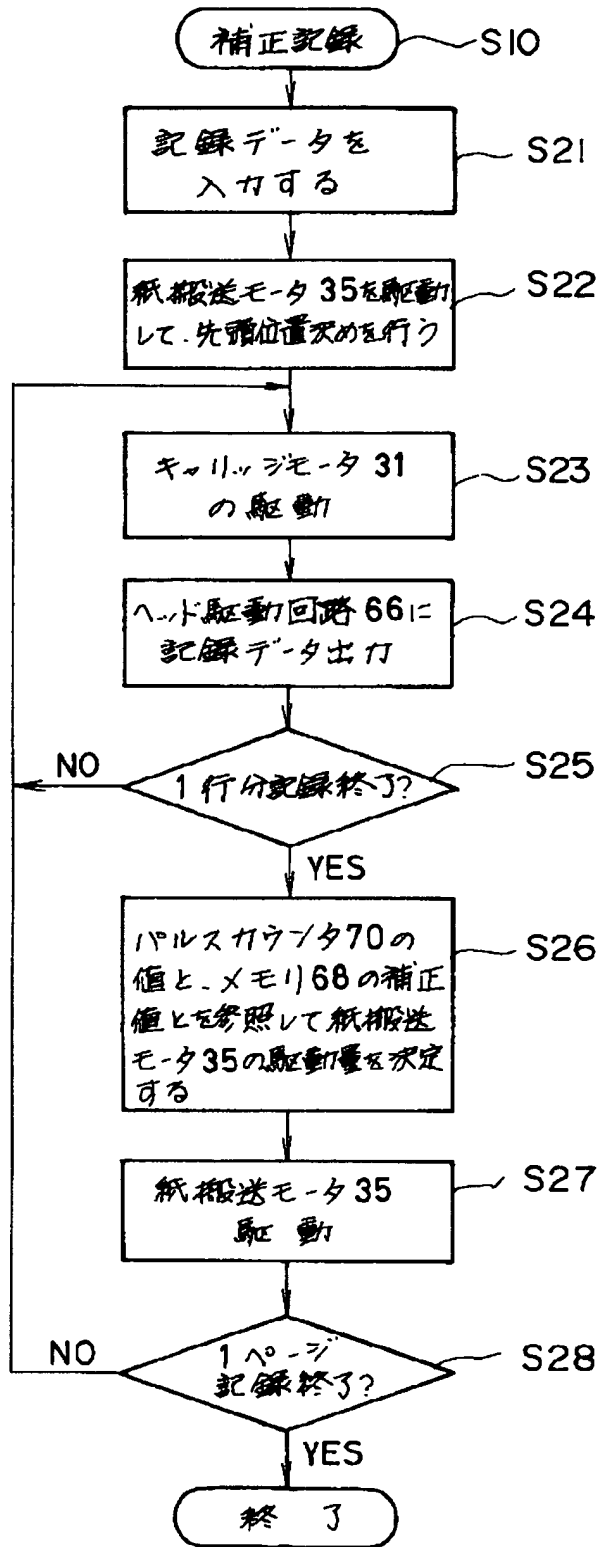 補正記録
S10
記録データを
入力する
S21
紙搬送モータ35を駆動
して、先頭位置決めを行う
S22
キャリッジモータ31
の駆動
S23
ヘッド駆動回路66に
記録データ出力
S24
1行分記録終了?
S25
NO
YES
パルスカウンタ70の
値と、メモリ68の補正
値とを参照して紙搬送
モータ35の駆動量を決定
する
S26
紙搬送モータ35
駆動
S27
1ページ
記録終了?
S28
NO
YES
終了